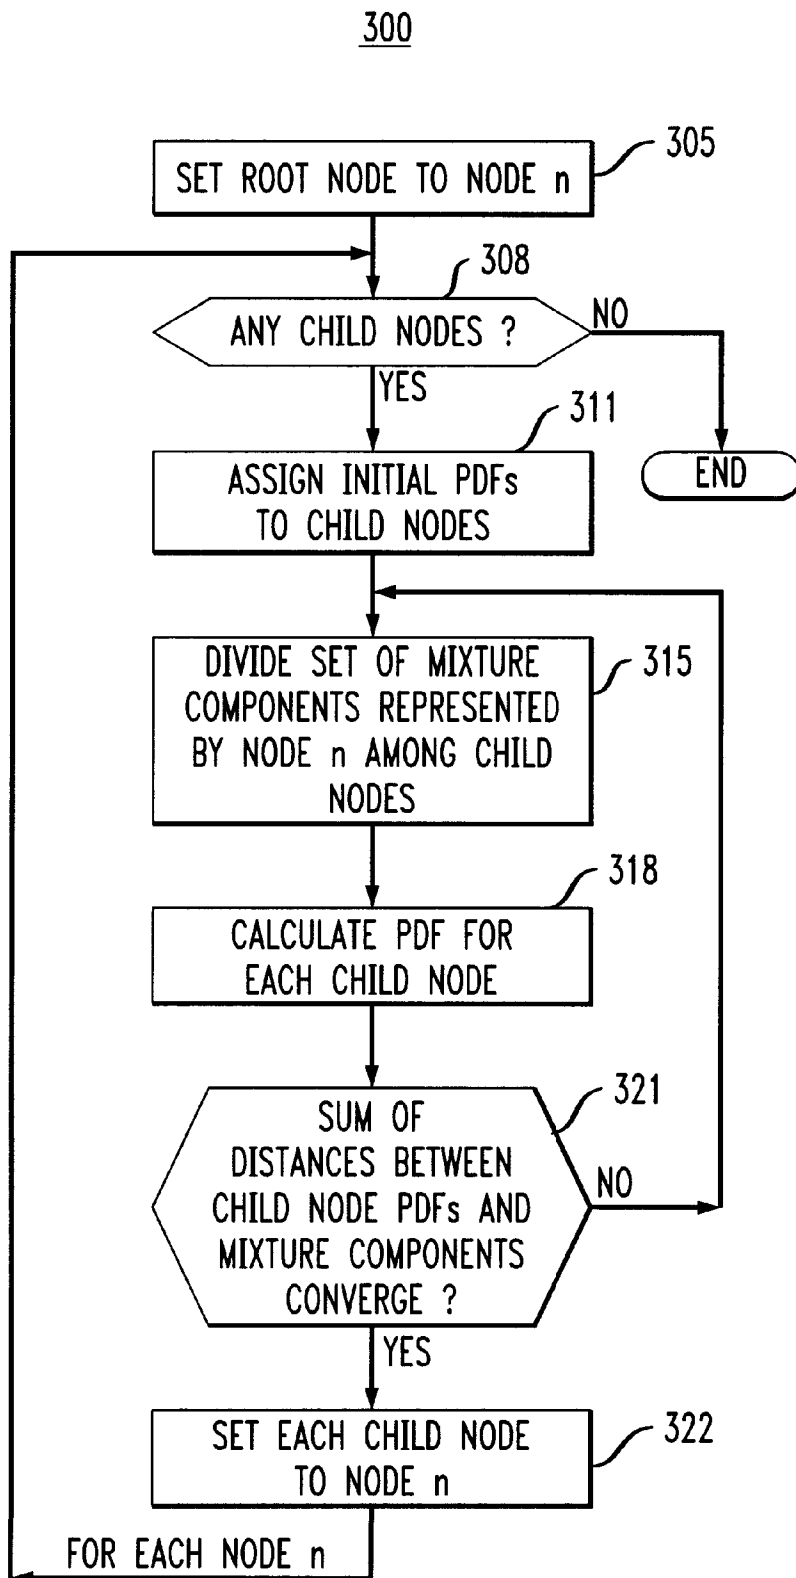 300
305
SET ROOT NODE TO NODE n
308
ANY CHILD NODES ?
NO
YES
311
ASSIGN INITIAL PDFs
TO CHILD NODES
END
DIVIDE SET OF MIXTURE
COMPONENTS REPRESENTED
BY NODE n AMONG CHILD
NODES
315
318
CALCULATE PDF FOR
EACH CHILD NODE
321
SUM OF
DISTANCES BETWEEN
CHILD NODE PDFs AND
MIXTURE COMPONENTS
CONVERGE ?
NO
YES
SET EACH CHILD NODE
TO NODE n
322
FOR EACH NODE n